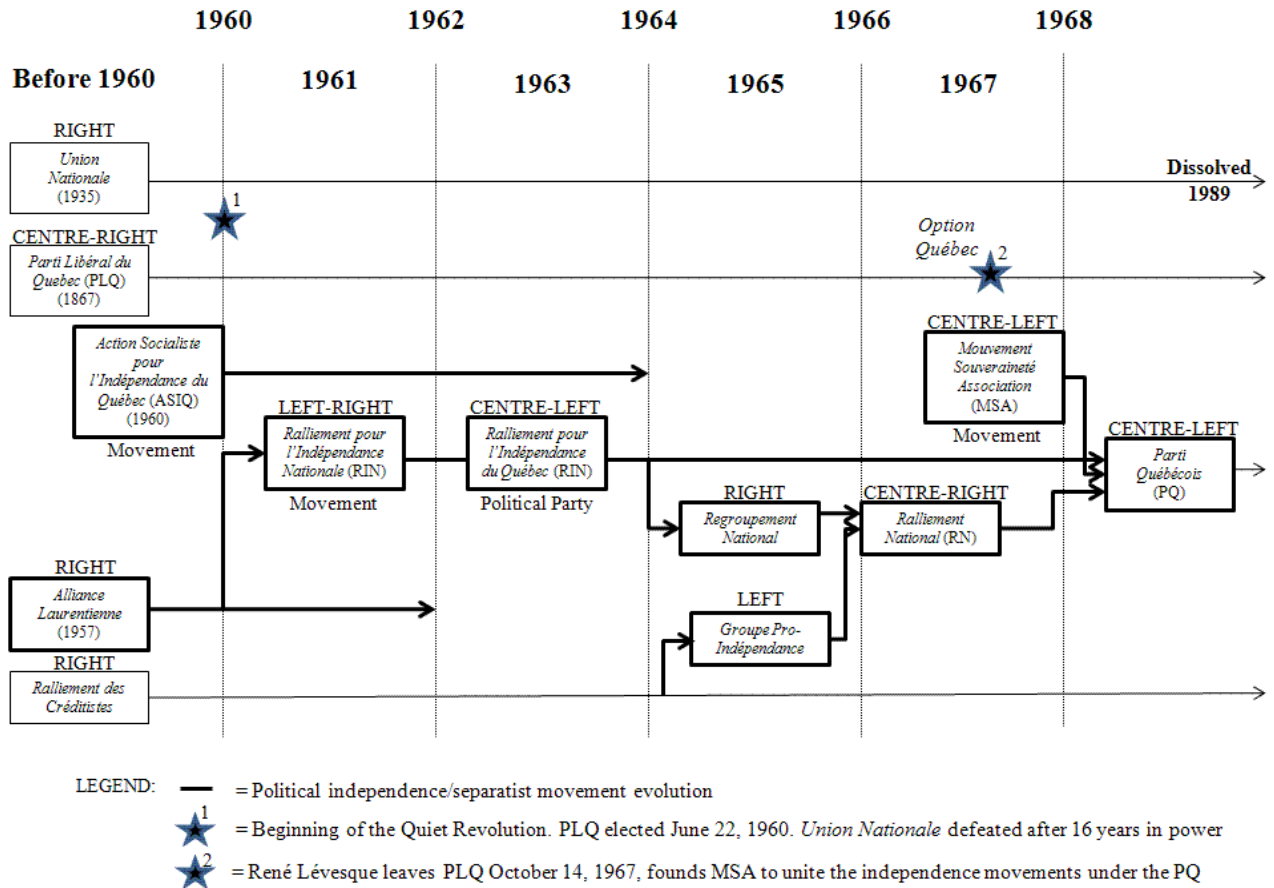 1960
1962
1964
1966
1968
Before 1960
1961
1963
1965
1967
RIGHT
Union
Nationale
(1935)
Dissolved
1989
1
CENTRE-RIGHT
Parti Libéral du
Quebec (PLQ)
(1867)
Option
Québec
2
Action Socialiste
pour
l'Indépendance du
Québec (ASIQ)
(1960)
Movement
CENTRE-LEFT
Mouvement
Souveraineté
Association
(MSA)
Movement
LEFT-RIGHT
Ralliement pour
l'Indépendance
Nationale (RIN)
Movement
CENTRE-LEFT
Ralliement pour
l'Indépendance
du Québec (RIN)
Political Party
CENTRE-LEFT
Parti
Québécois
(PQ)
RIGHT
Regroupement
National
CENTRE-RIGHT
Ralliement
National (RN)
RIGHT
Alliance
Laurentienne
(1957)
LEFT
Groupe Pro-
Indépendance
RIGHT
Ralliement des
Créditistes
LEGEND:
= Political independence/separatist movement evolution
1
= Beginning of the Quiet Revolution. PLQ elected June 22, 1960. Union Nationale defeated after 16 years in power
2
= René Lévesque leaves PLQ October 14, 1967, founds MSA to unite the independence movements under the PQ